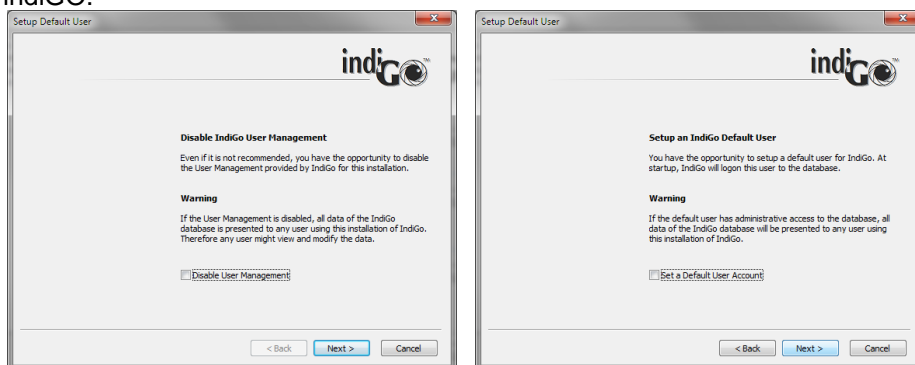 IndiGO.
Setup Default User
indiGo™
Disable IndiGo User Management
Even if it is not recommended, you have the opportunity to disable
the User Management provided by IndiGo for this installation.
Warning
If the User Management is disabled, all data of the IndiGo
database is presented to any user using this installation of IndiGo.
Therefore any user might view and modify the data.
Disable User Management
< Back
Next >
Cancel
Setup Default User
indiGo™
Setup an IndiGo Default User
You have the opportunity to setup a default user for IndiGo. At
startup, IndiGo will logon this user to the database.
Warning
If the default user has administrative access to the database, all
data of the IndiGo database will be presented to any user using
this installation of IndiGo.
Set a Default User Account
< Back
Next >
Cancel